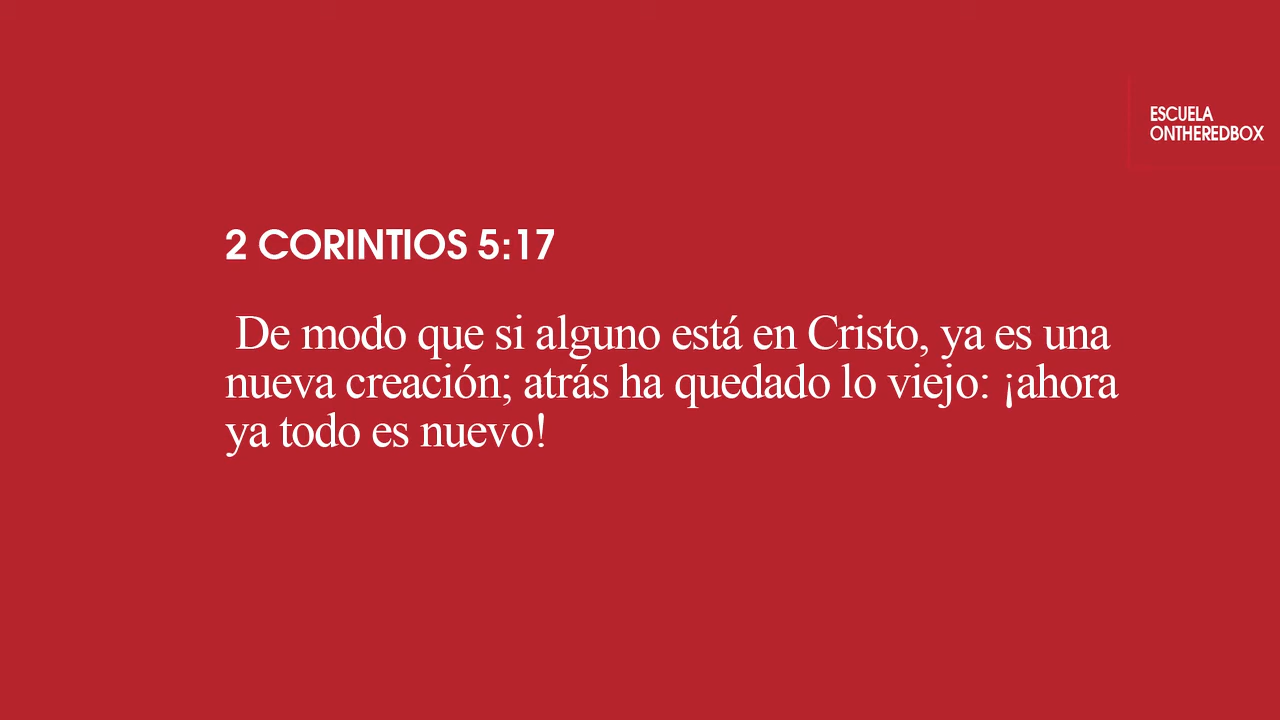 ESCUELA
ONTHEREDBOX
2 CORINTIOS 5:17
De modo que si alguno está en Cristo, ya es una
nueva creación; atrás ha quedado lo viejo: ¡ahora
ya todo es nuevo!